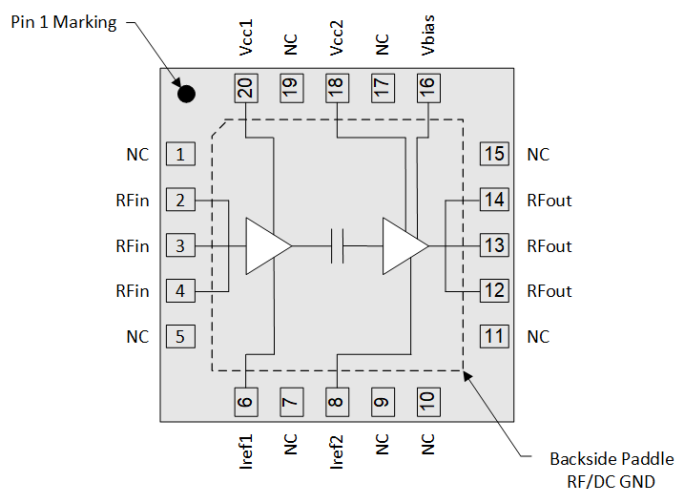 Pin 1 Marking
Vcc1
NC
Vcc2
NC
Vbias
20
19
18
17
16
NC 1
15 NC
RFin 2
14 RFout
RFin 3
13 RFout
RFin 4
12 RFout
NC 5
11 NC
6
7
8
9
10
Iref1
NC
Iref2
NC
NC
Backside Paddle
RF/DC GND